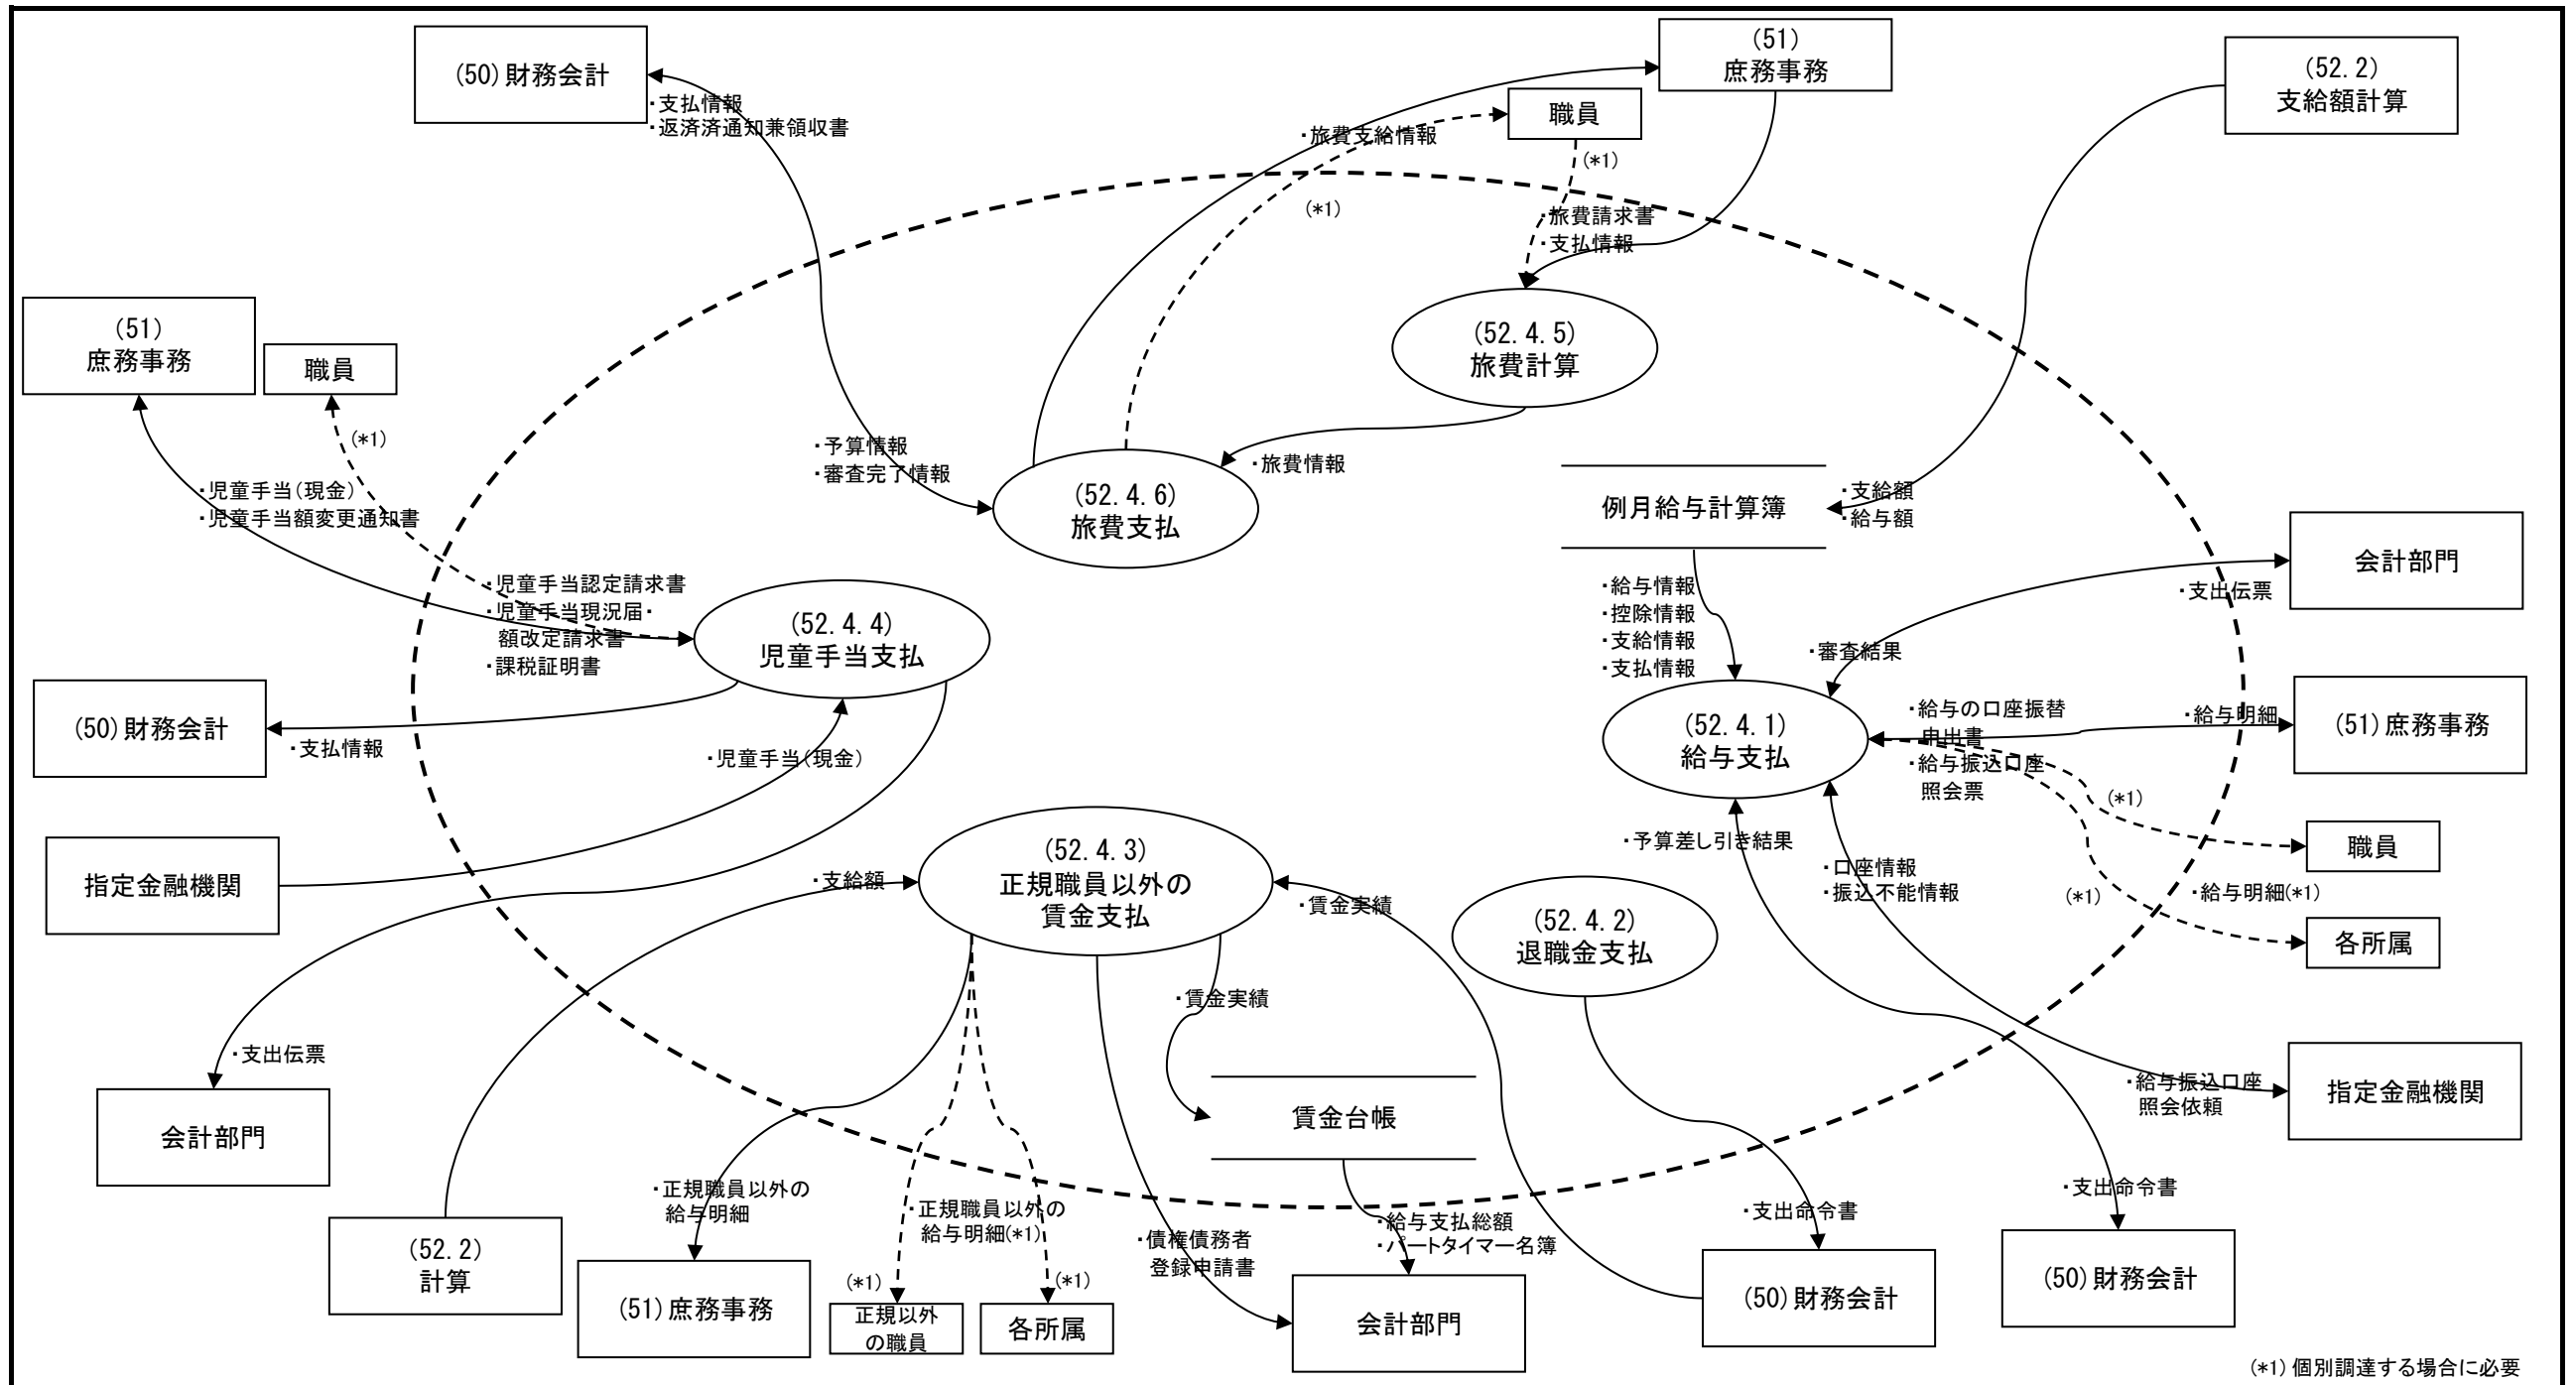 (50)財務会計
・支払情報
・返済済通知兼領収書
(51)
庶務事務
職員
(52.2)
支給額計算
・旅費支給情報
(*1)
(*1)
・旅費請求書
・支払情報
(51)
庶務事務
職員
(*1)
(52.4.5)
旅費計算
・予算情報
・審査完了情報
・旅費情報
(52.4.6)
旅費支払
・児童手当(現金)
・児童手当額変更通知書
例月給与計算簿
・支給額
・給与額
会計部門
・支出伝票
・児童手当認定請求書
・児童手当現況届・
額改定請求書
・課税証明書
(52.4.4)
児童手当支払
・給与情報
・控除情報
・支給情報
・支払情報
・審査結果
(50)財務会計
・支払情報
・児童手当(現金)
(52.4.1)
給与支払
・給与の口座振替
申出書
・給与振込口座
照会票
・給与明細
(51)庶務事務
(*1)
職員
指定金融機関
・支給額
(52.4.3)
正規職員以外の
賃金支払
・賃金実績
・予算差し引き結果
・口座情報
・振込不能情報
(*1)
・給与明細(*1)
各所属
(52.4.2)
退職金支払
・賃金実績
・支出伝票
会計部門
賃金台帳
・給与振込口座
照会依頼
指定金融機関
・正規職員以外の
給与明細
・正規職員以外の
給与明細(*1)
・債権債務者
登録申請書
・給与支払総額
・パートタイマー名簿
・支出命令書
・支出命令書
(52.2)
計算
(51)庶務事務
(*1)
正規以外
の職員
(*1)
各所属
会計部門
(50)財務会計
(50)財務会計
(*1)個別調達する場合に必要